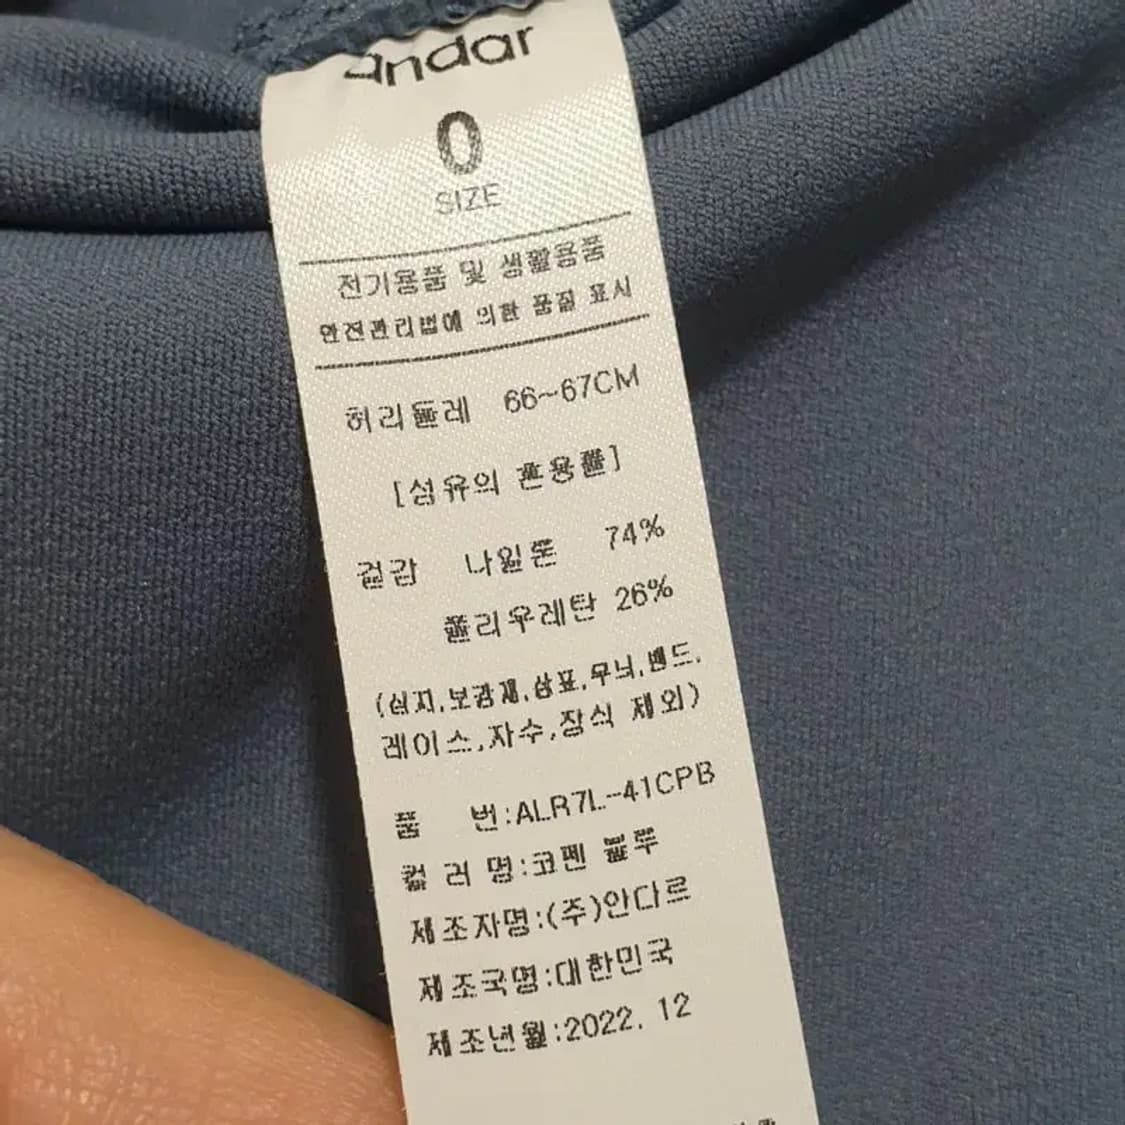 andar
0
SIZE
전기용품 및 생활용품
안전관리법에 의한 품질 표시
허리둘레 66~67CM
[섬유의 혼용률]
겉감 나일론 74%
폴리우레탄 26%
(심지,보강재,상표,무늬,밴드,
레이스,자수,장식 제외)
품 번:ALR7L-41CPB
컬 러 명:코펜 블루
제조자명:(주)안다르
제조국명:대한민국
제조년월:2022. 12